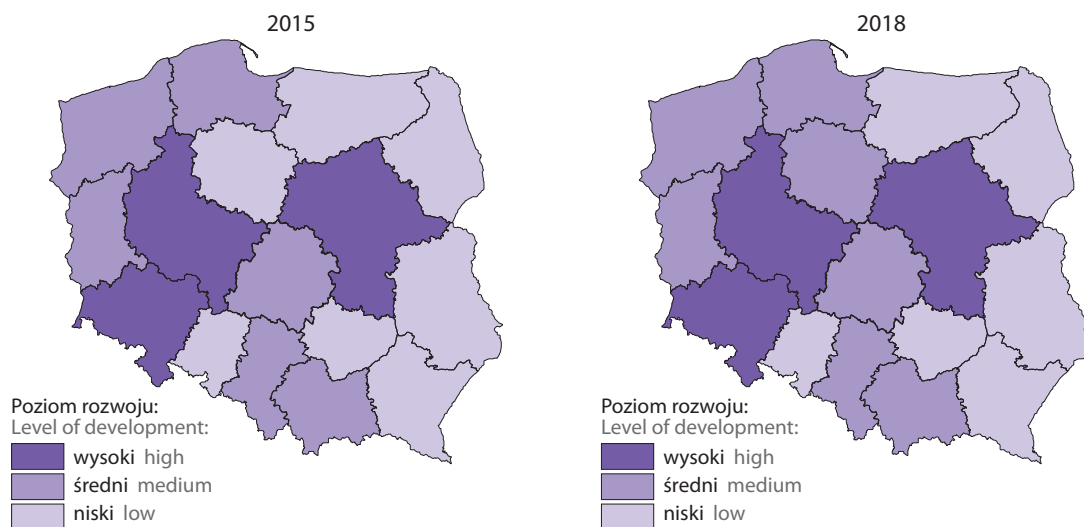 2015
Poziom rozwoju:
Level of development:
wysoki high
średni medium
niski low
2018
Poziom rozwoju:
Level of development:
wysoki high
średni medium
niski low